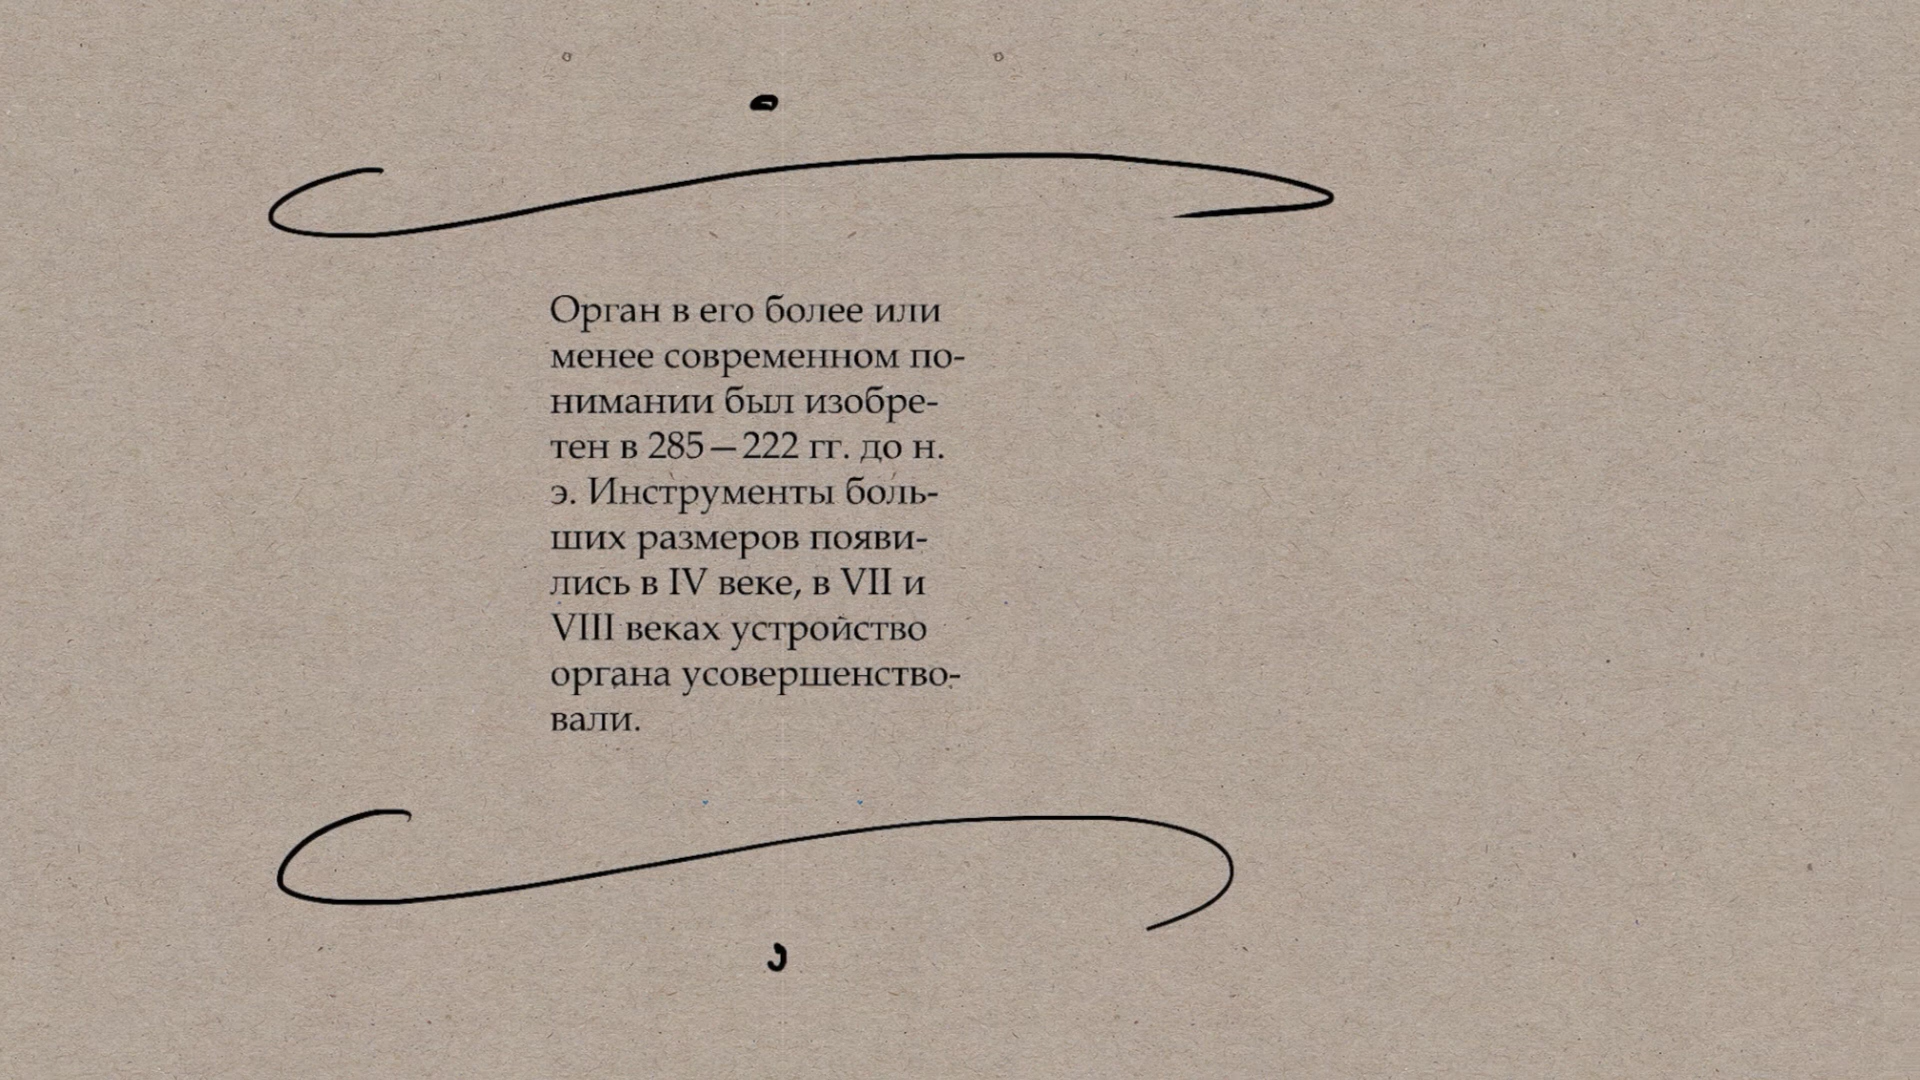 Орган в его более или
менее современном по-
нимании был изобре-
тен в 285—222 гг. до н.
э. Инструменты боль-
ших размеров появи-
лись в IV веке, в VII и
VIII веках устройство
органа усовершенство-
вали.